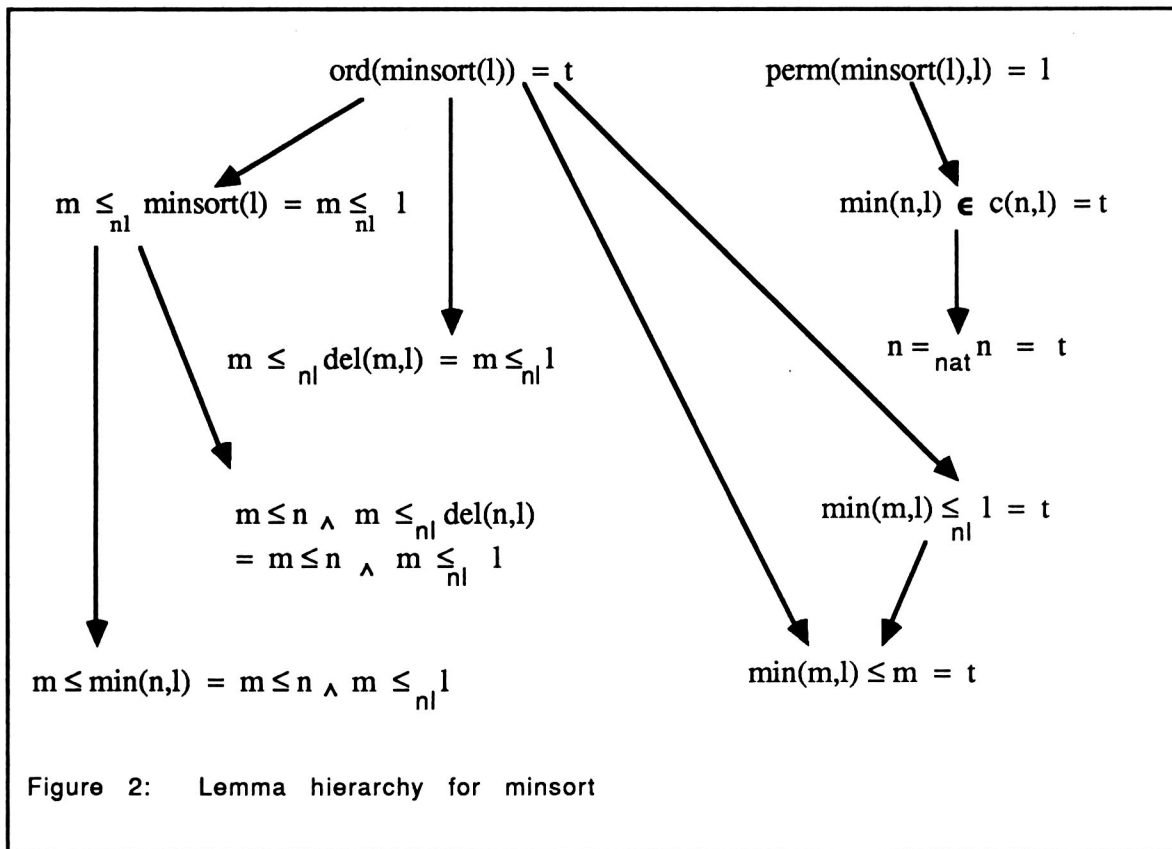 ord(minsort(l)) = t
perm(minsort(l),l) = l
m ≤nl minsort(l) = m ≤nl l
min(n,l) ∈ c(n,l) = t
m ≤nl del(m,l) = m ≤nl l
n =nat n = t
m ≤ n ∧ m ≤nl del(n,l)
= m ≤ n ∧ m ≤nl l
min(m,l) ≤nl l = t
m ≤ min(n,l) = m ≤ n ∧ m ≤nl l
min(m,l) ≤ m = t
Figure 2: Lemma hierarchy for minsort